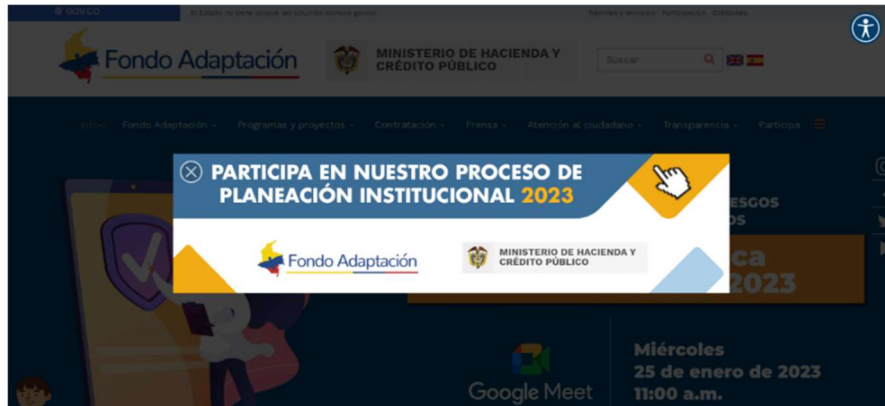 GOV.CO
Fondo Adaptación
MINISTERIO DE HACIENDA Y
CRÉDITO PÚBLICO
Buscar
Inicio Fondo Adaptación Programas y proyectos Contratación Prensa Atención al ciudadano Transparencia Participa
PARTICIPA EN NUESTRO PROCESO DE
PLANEACIÓN INSTITUCIONAL 2023
Fondo Adaptación
MINISTERIO DE HACIENDA Y
CRÉDITO PÚBLICO
ESGOS
OS
ca
2023
Google Meet
Miércoles
25 de enero de 2023
11:00 a.m.